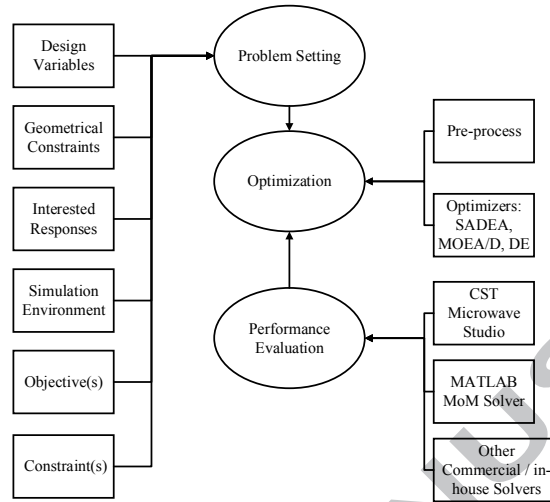 Design
Variables
Geometrical
Constraints
Interested
Responses
Simulation
Environment
Objective(s)
Constraint(s)
Problem Setting
Optimization
Performance
Evaluation
Pre-process
Optimizers:
SADEA,
MOEA/D, DE
CST
Microwave
Studio
MATLAB
MoM Solver
Other
Commercial / in-
house Solvers